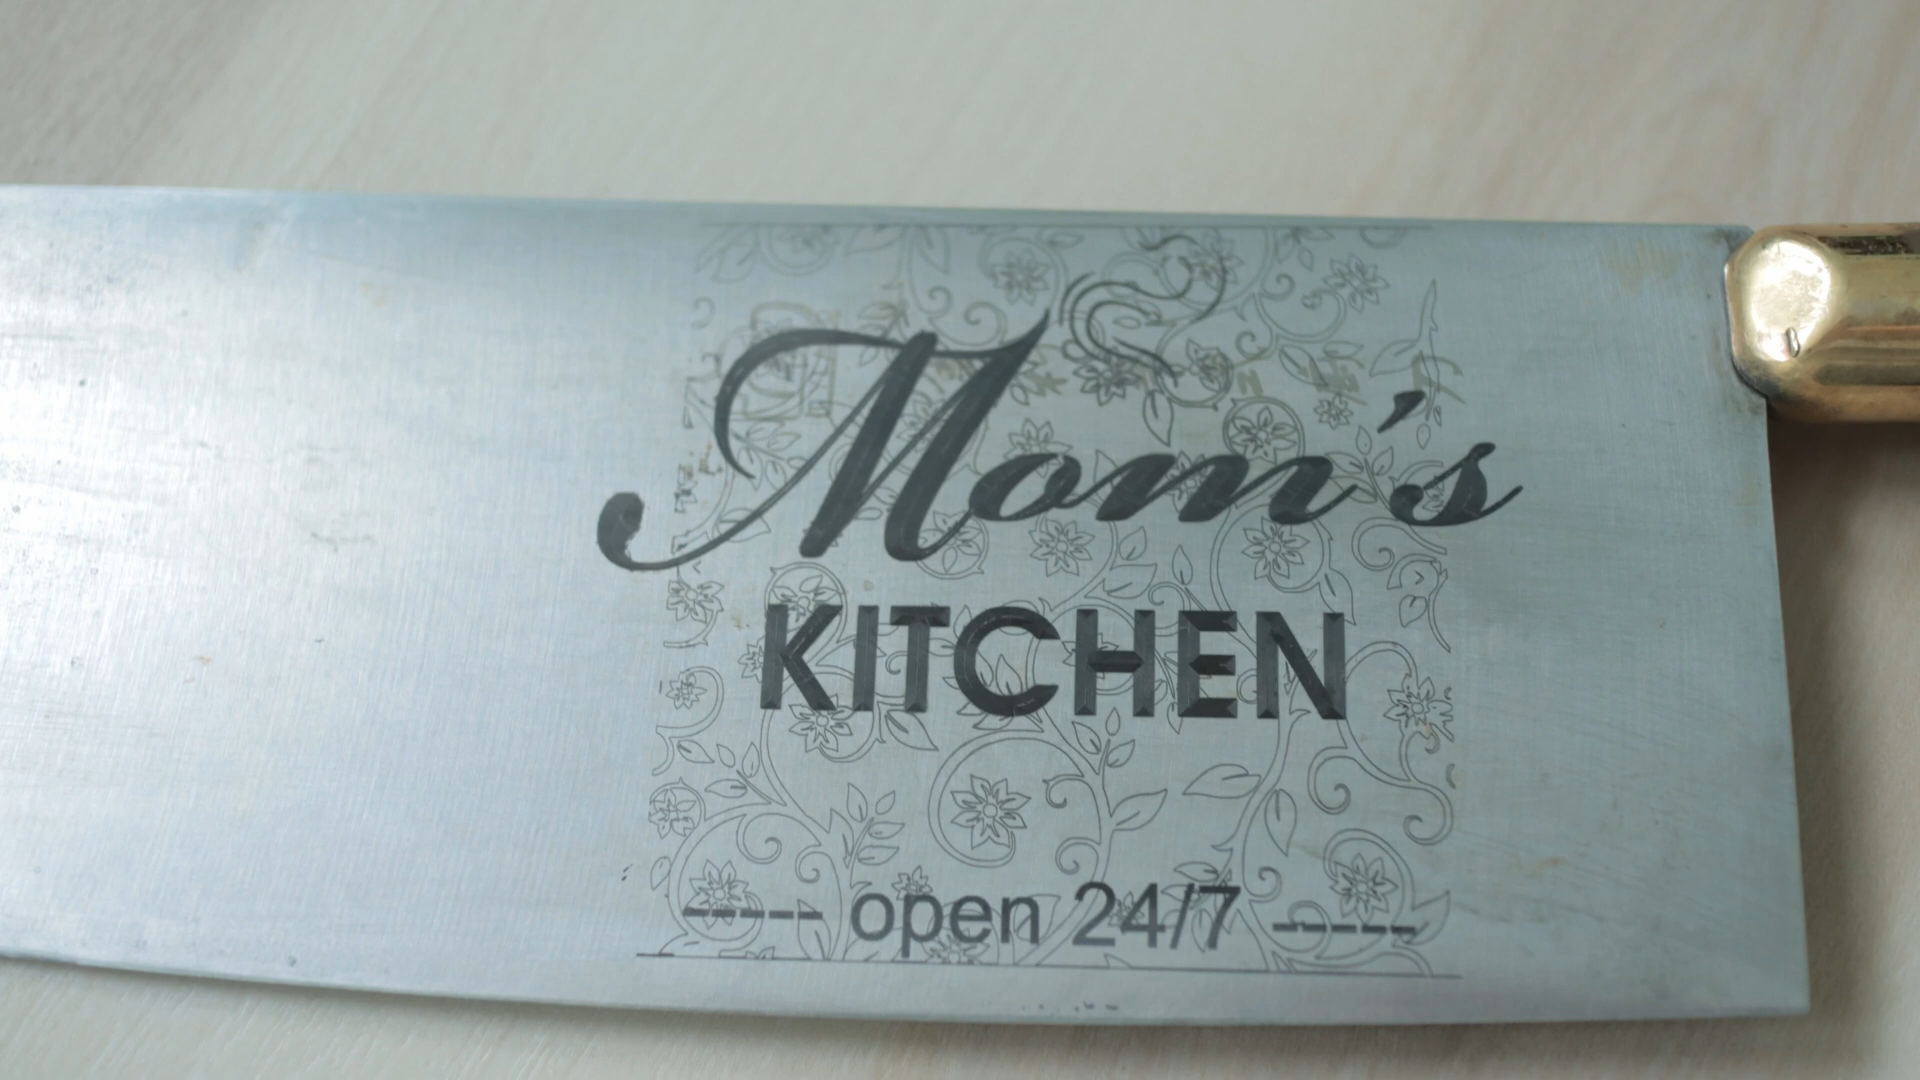 Mom's
KITCHEN
----- open 24/7 -----